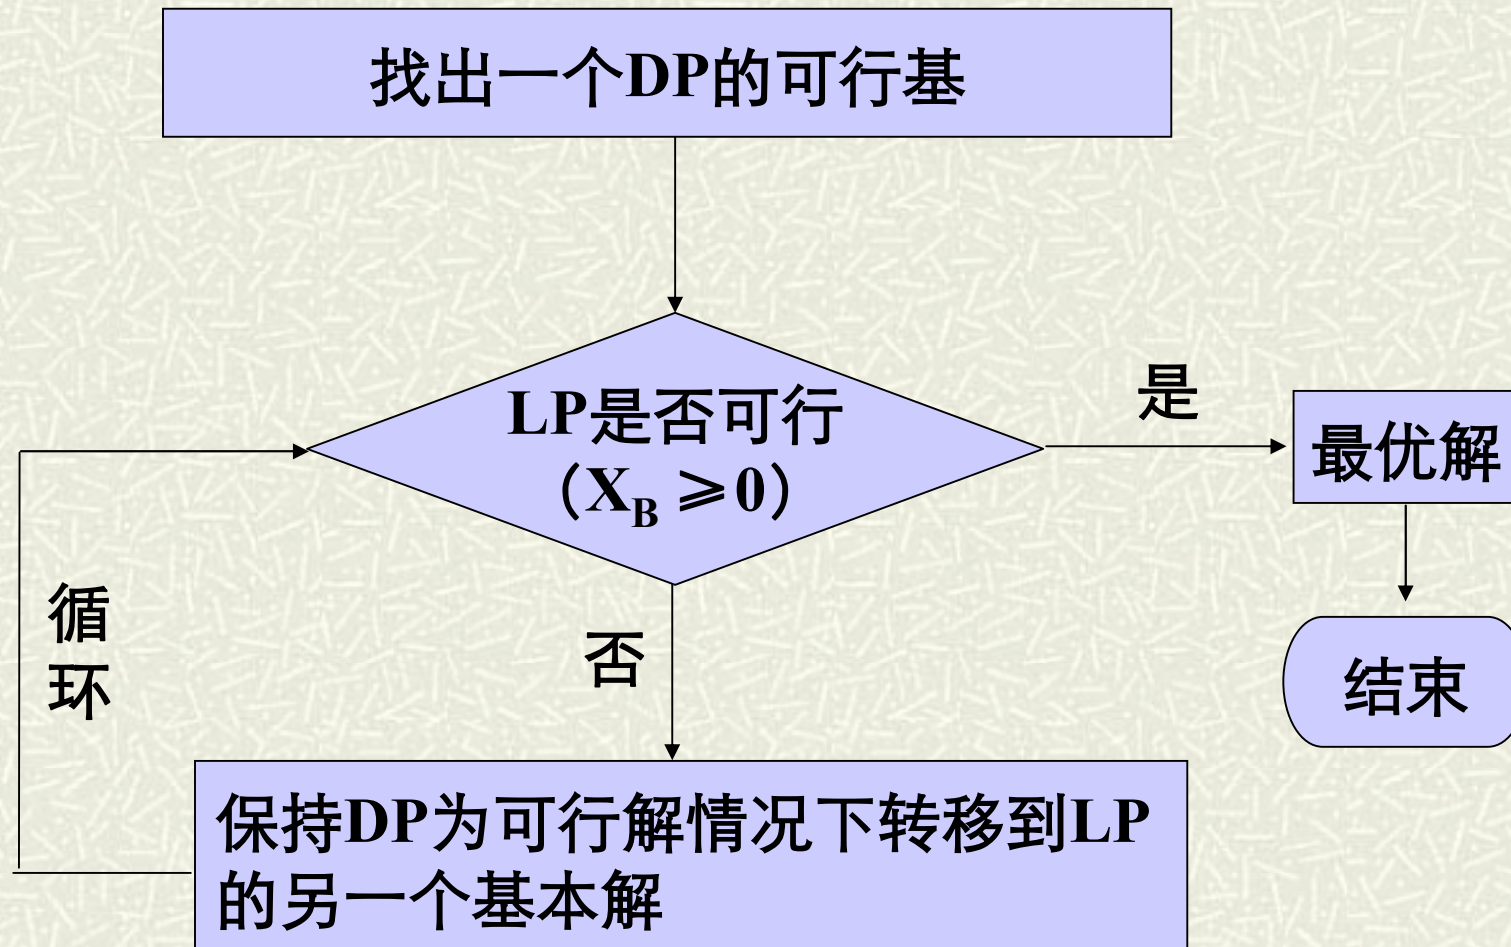 找出一个DP的可行基
LP是否可行
（X_B ≥0）
是
最优解
循
环
否
结束
保持DP为可行解情况下转移到LP
的另一个基本解